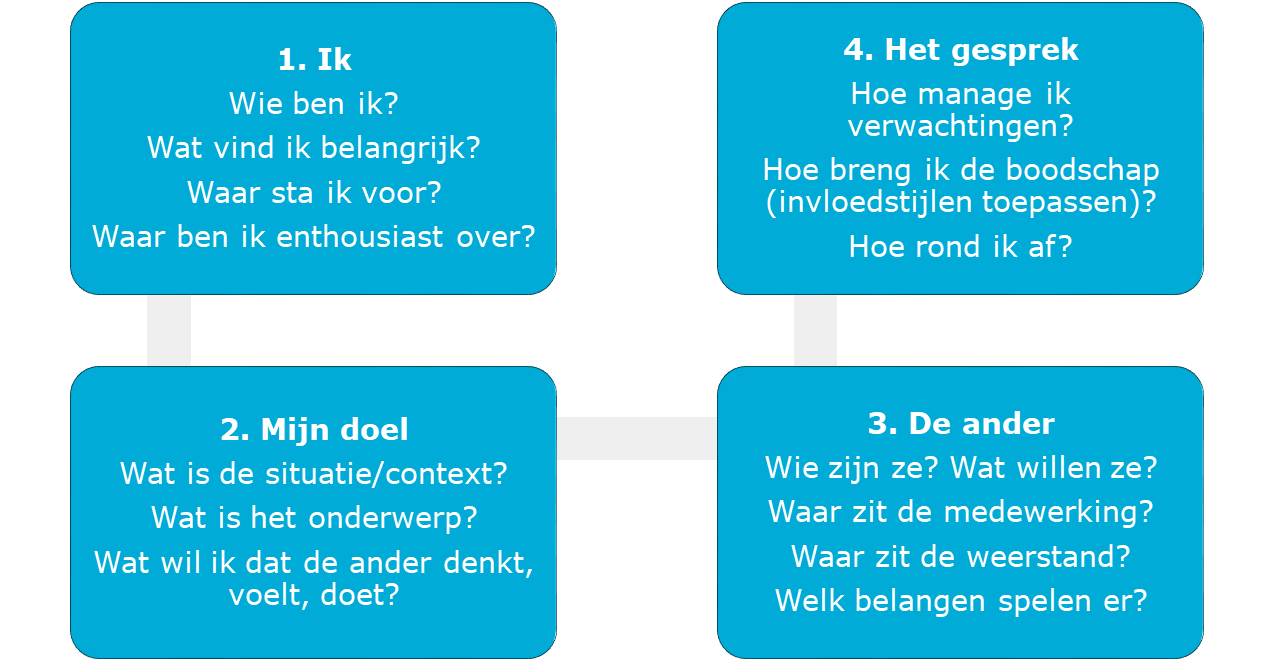 1. Ik
Wie ben ik?
Wat vind ik belangrijk?
Waar sta ik voor?
Waar ben ik enthousiast over?
2. Mijn doel
Wat is de situatie/context?
Wat is het onderwerp?
Wat wil ik dat de ander denkt,
voelt, doet?
3. De ander
Wie zijn ze? Wat willen ze?
Waar zit de medewerking?
Waar zit de weerstand?
Welk belangen spelen er?
4. Het gesprek
Hoe manage ik
verwachtingen?
Hoe breng ik de boodschap
(invloedstijlen toepassen)?
Hoe rond ik af?